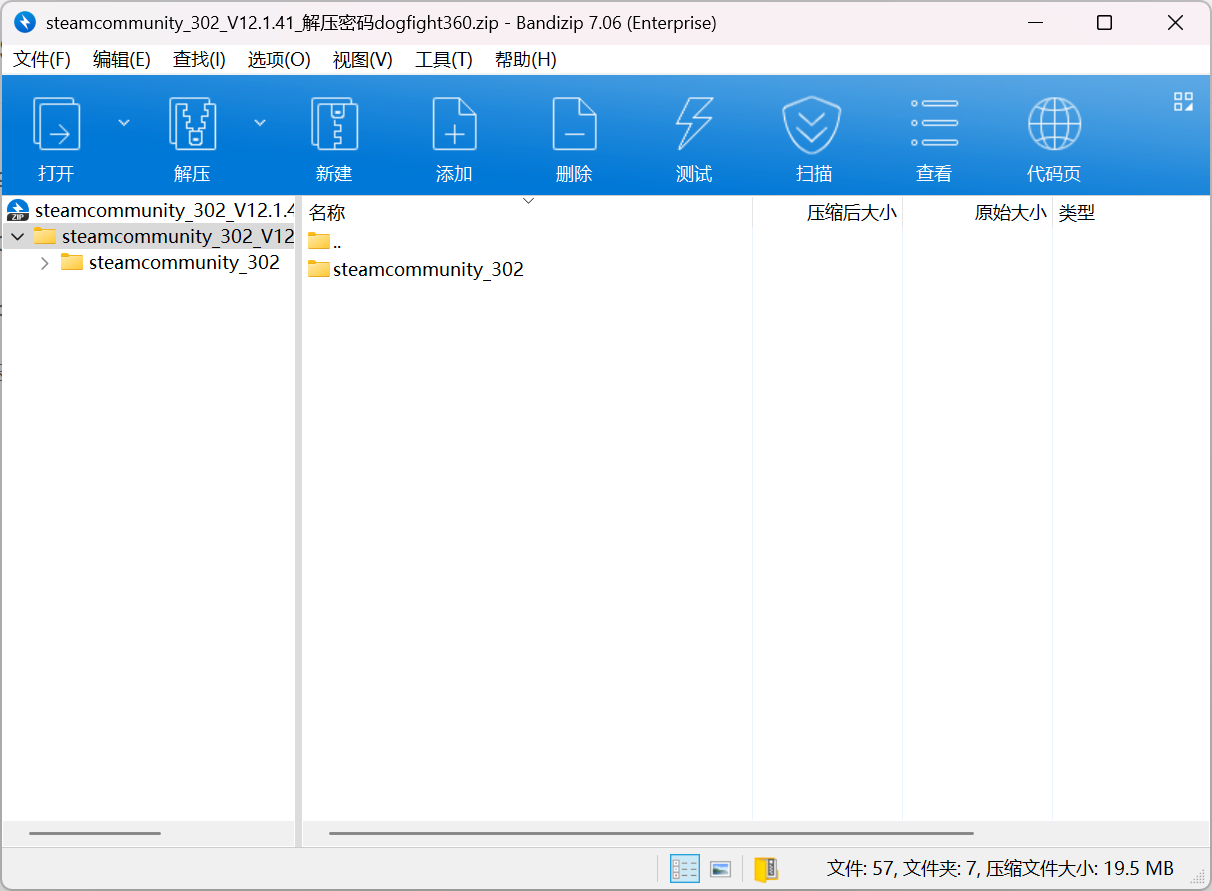 steamcommunity_302_V12.1.41_解压密码dogfight360.zip - Bandizip 7.06 (Enterprise)
文件(F) 编辑(E) 查找(I) 选项(O) 视图(V) 工具(T) 帮助(H)
打开 解压 新建 添加 删除 测试 扫描 查看 代码页
steamcommunity_302_V12.1.4
steamcommunity_302_V12
steamcommunity_302
名称 压缩后大小 原始大小 类型
..
steamcommunity_302
文件: 57, 文件夹: 7, 压缩文件大小: 19.5 MB